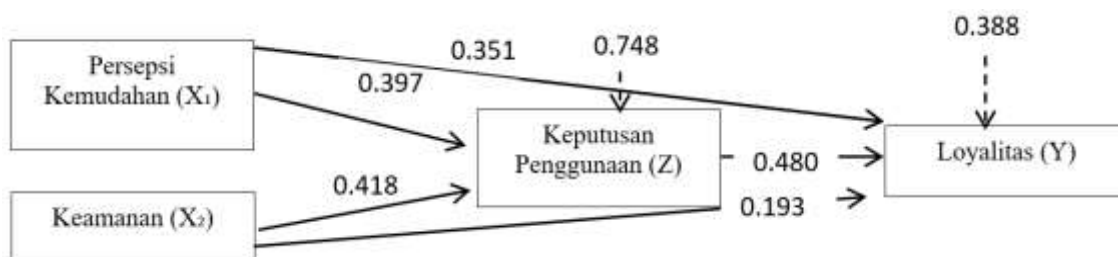 Persepsi
Kemudahan (X₁)
0.351
0.397
0.748
0.388
Keputusan
Penggunaan (Z)
Loyalitas (Y)
0.480
0.418
0.193
Keamanan (X₂)